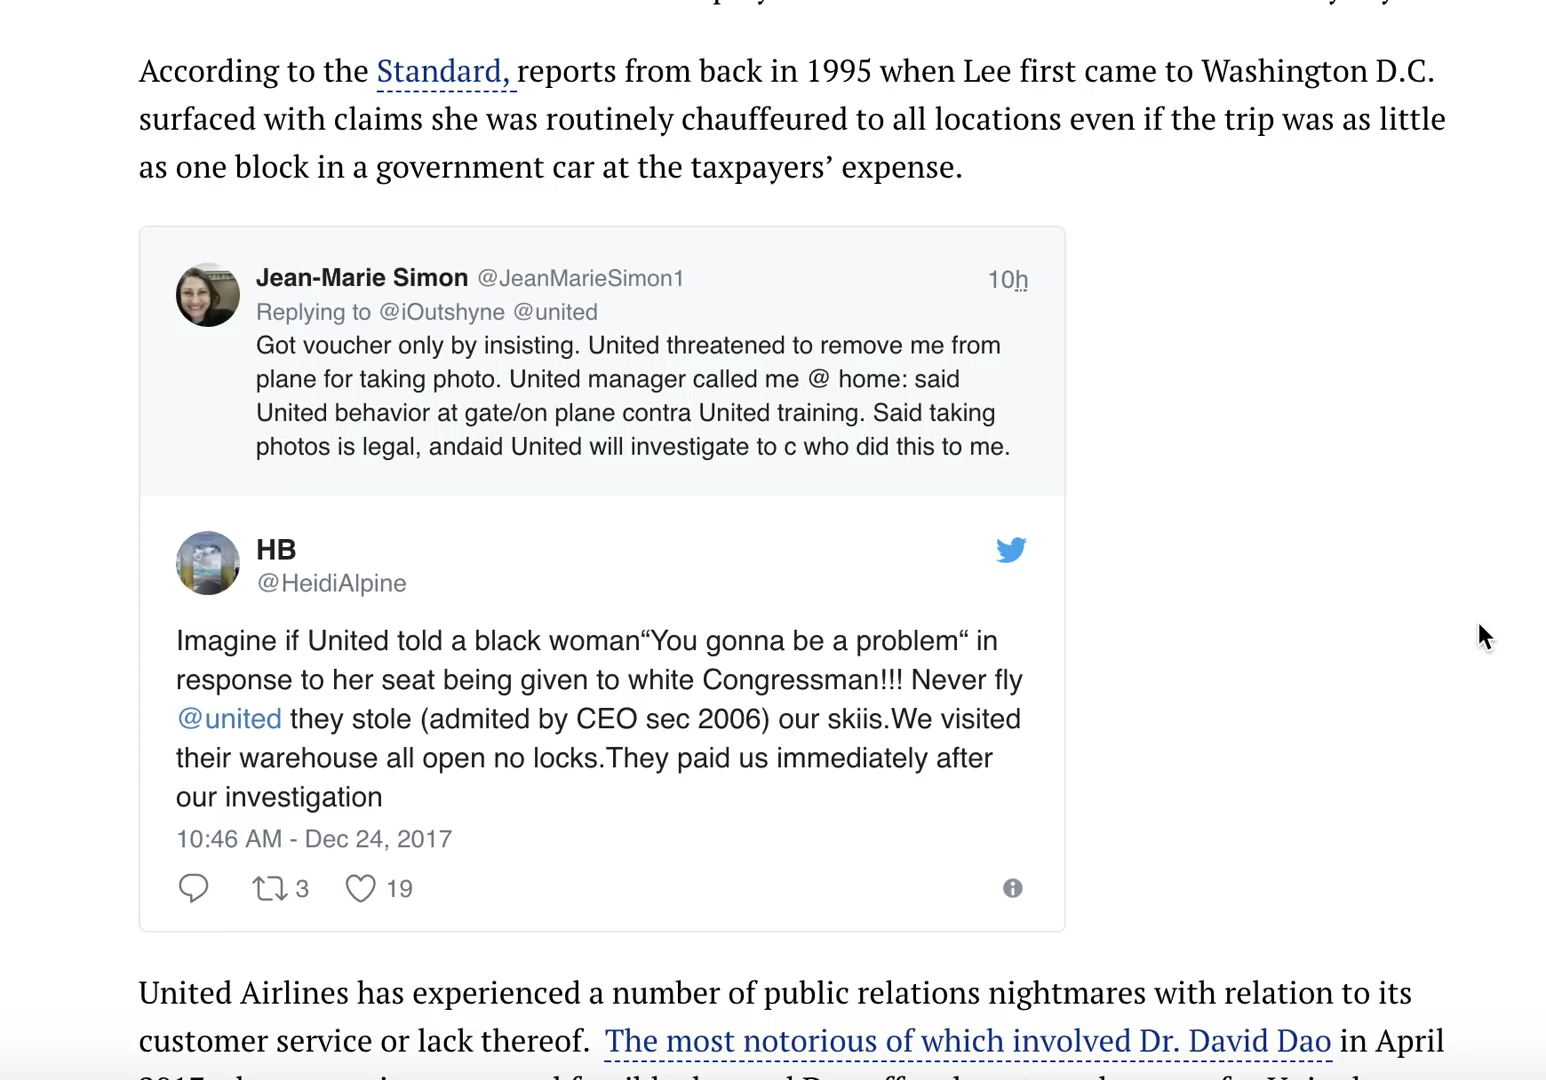 According to the Standard, reports from back in 1995 when Lee first came to Washington D.C.
surfaced with claims she was routinely chauffeured to all locations even if the trip was as little
as one block in a government car at the taxpayers’ expense.
Jean-Marie Simon @JeanMarieSimon1 10h
Replying to @iOutshyne @united
Got voucher only by insisting. United threatened to remove me from
plane for taking photo. United manager called me @ home: said
United behavior at gate/on plane contra United training. Said taking
photos is legal, andaid United will investigate to c who did this to me.
HB
@HeidiAlpine
Imagine if United told a black woman“You gonna be a problem“ in
response to her seat being given to white Congressman!!! Never fly
@united they stole (admited by CEO sec 2006) our skiis.We visited
their warehouse all open no locks.They paid us immediately after
our investigation
10:46 AM - Dec 24, 2017
3 19
United Airlines has experienced a number of public relations nightmares with relation to its
customer service or lack thereof. The most notorious of which involved Dr. David Dao in April